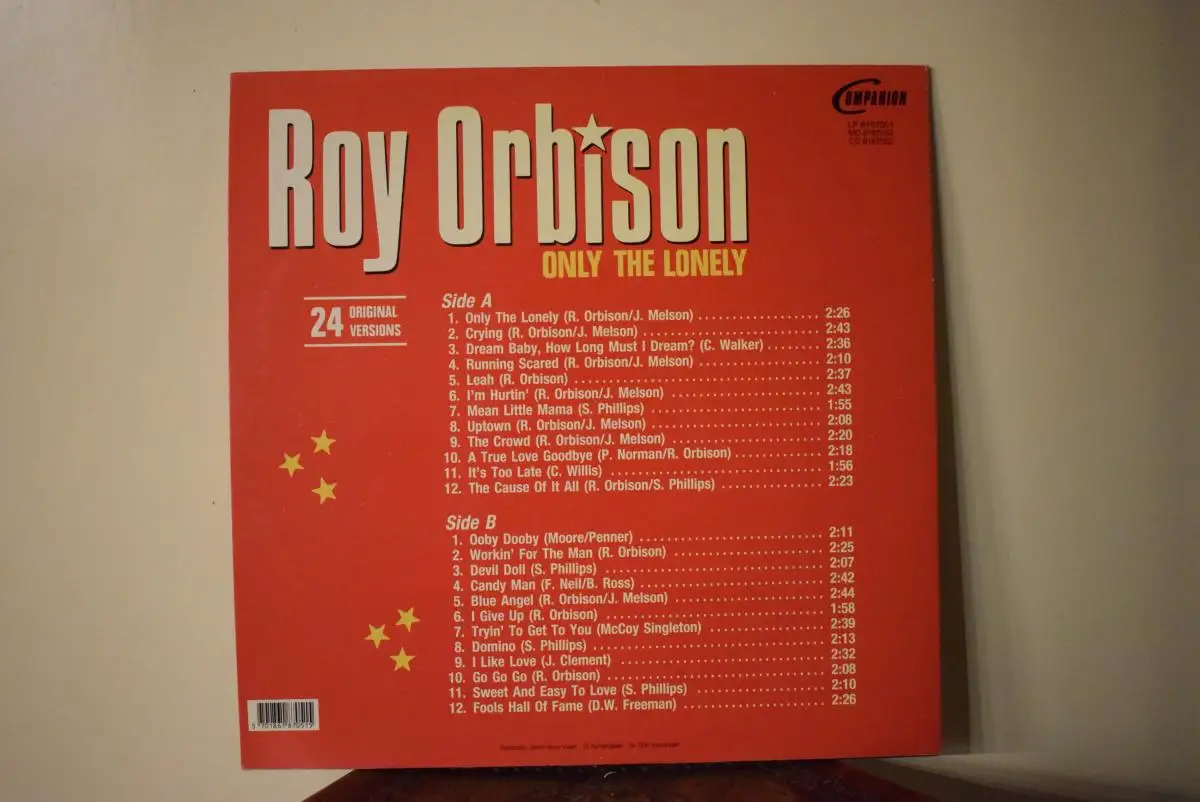 COMPANION
Roy Orbison
ONLY THE LONELY
24 ORIGINAL
VERSIONS
Side A
1. Only The Lonely (R. Orbison/J. Melson) 2:26
2. Crying (R. Orbison/J. Melson) 2:43
3. Dream Baby, How Long Must I Dream? (C. Walker) 2:36
4. Running Scared (R. Orbison/J. Melson) 2:10
5. Leah (R. Orbison) 2:37
6. I'm Hurtin' (R. Orbison/J. Melson) 2:43
7. Mean Little Mama (S. Phillips) 1:55
8. Uptown (R. Orbison/J. Melson) 2:08
9. The Crowd (R. Orbison/J. Melson) 2:20
10. A True Love Goodbye (P. Norman/R. Orbison) 2:18
11. It's Too Late (C. Willis) 1:56
12. The Cause Of It All (R. Orbison/S. Phillips) 2:23
Side B
1. Ooby Dooby (Moore/Penner) 2:11
2. Workin' For The Man (R. Orbison) 2:25
3. Devil Doll (S. Phillips) 2:07
4. Candy Man (F. Neil/B. Ross) 2:42
5. Blue Angel (R. Orbison/J. Melson) 2:44
6. I Give Up (R. Orbison) 1:58
7. Tryin' To Get To You (McCoy Singleton) 2:39
8. Domino (S. Phillips) 2:13
9. I Like Love (J. Clement) 2:32
10. Go Go Go (R. Orbison) 2:08
11. Sweet And Easy To Love (S. Phillips) 2:10
12. Fools Hall Of Fame (D.W. Freeman) 2:26